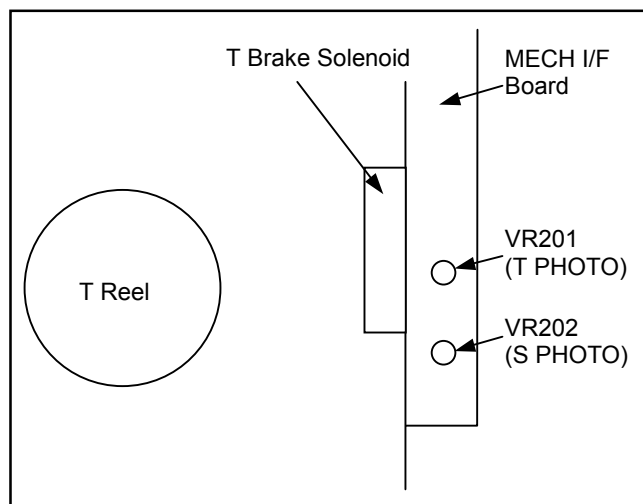 T Brake Solenoid
MECH I/F
Board
T Reel
VR201
(T PHOTO)
VR202
(S PHOTO)